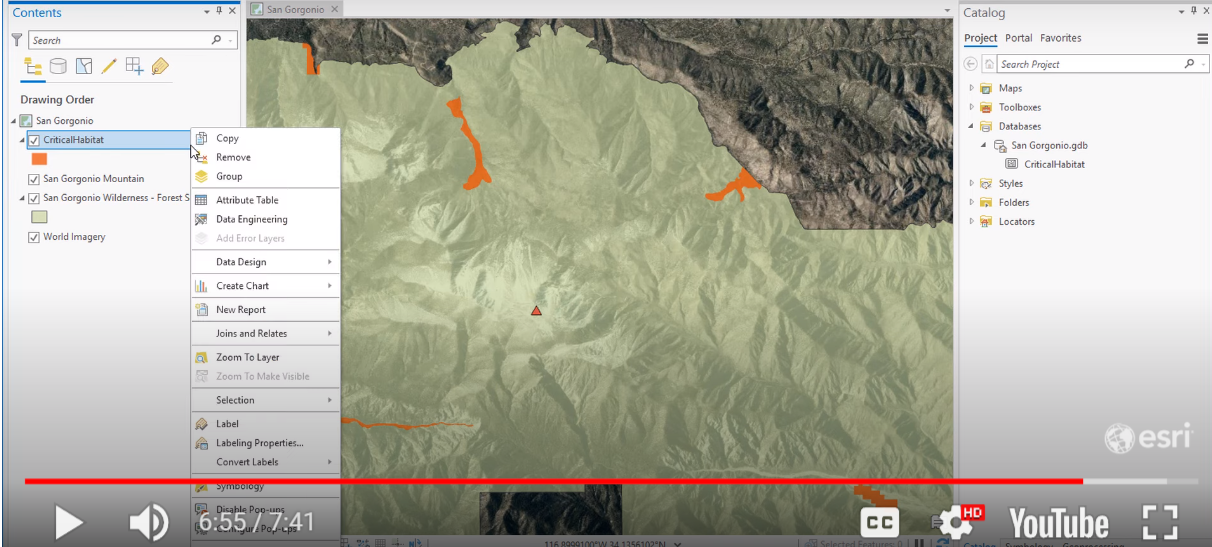 Contents
Search
Drawing Order
San Gorgonio
CriticalHabitat
San Gorgonio Mountain
San Gorgonio Wilderness - Forest S
World Imagery
San Gorgonio
Copy
Remove
Group
Attribute Table
Data Engineering
Add Error Layers
Data Design
Create Chart
New Report
Joins and Relates
Zoom To Layer
Zoom To Make Visible
Selection
Label
Labeling Properties...
Convert Labels
Symbology
Disable Pop-ups
Configure Pop-ups
Catalog
Project Portal Favorites
Search Project
Maps
Toolboxes
Databases
San Gorgonio.gdb
CriticalHabitat
Styles
Folders
Locators
esri
6:55 / 7:41
CC
HD
YouTube
116.8999100°W 34.1356102°N
Selected Features: 0
Catalog Symbology Geoprocessing